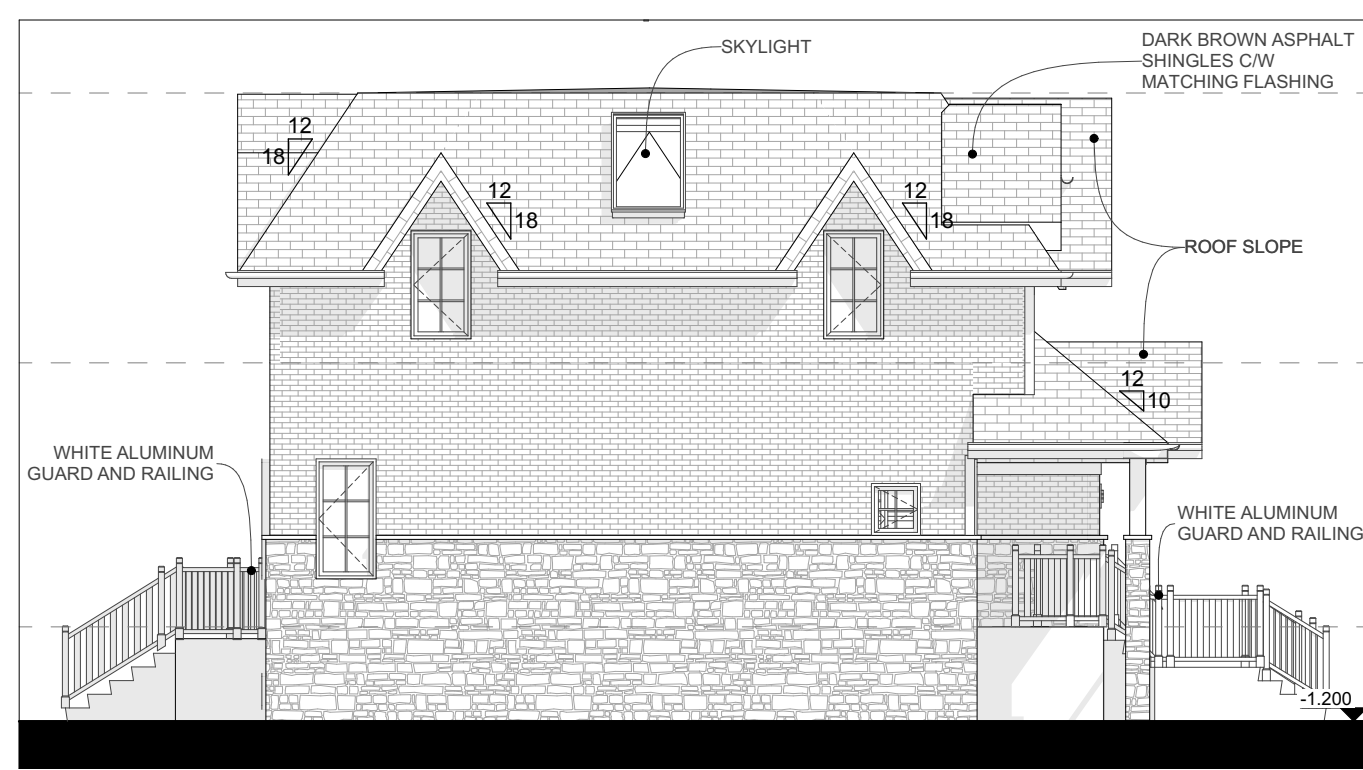 SKYLIGHT
DARK BROWN ASPHALT
SHINGLES C/W
MATCHING FLASHING
12
18
12
18
12
18
ROOF SLOPE
12
10
WHITE ALUMINUM
GUARD AND RAILING
WHITE ALUMINUM
GUARD AND RAILING
-1.200